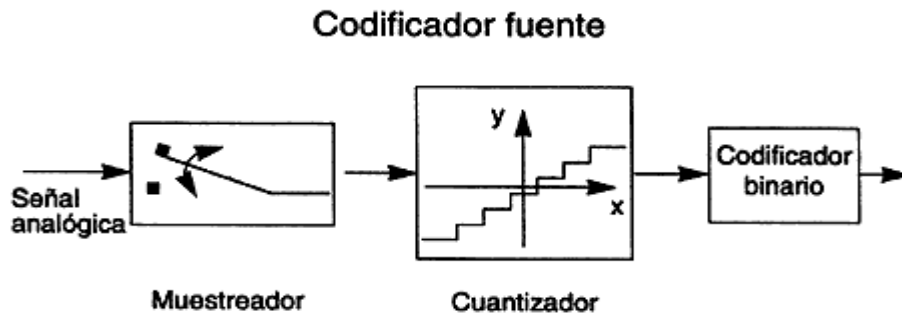 Codificador fuente
y
x
Señal
analógica
Codificador
binario
Muestreador
Cuantizador